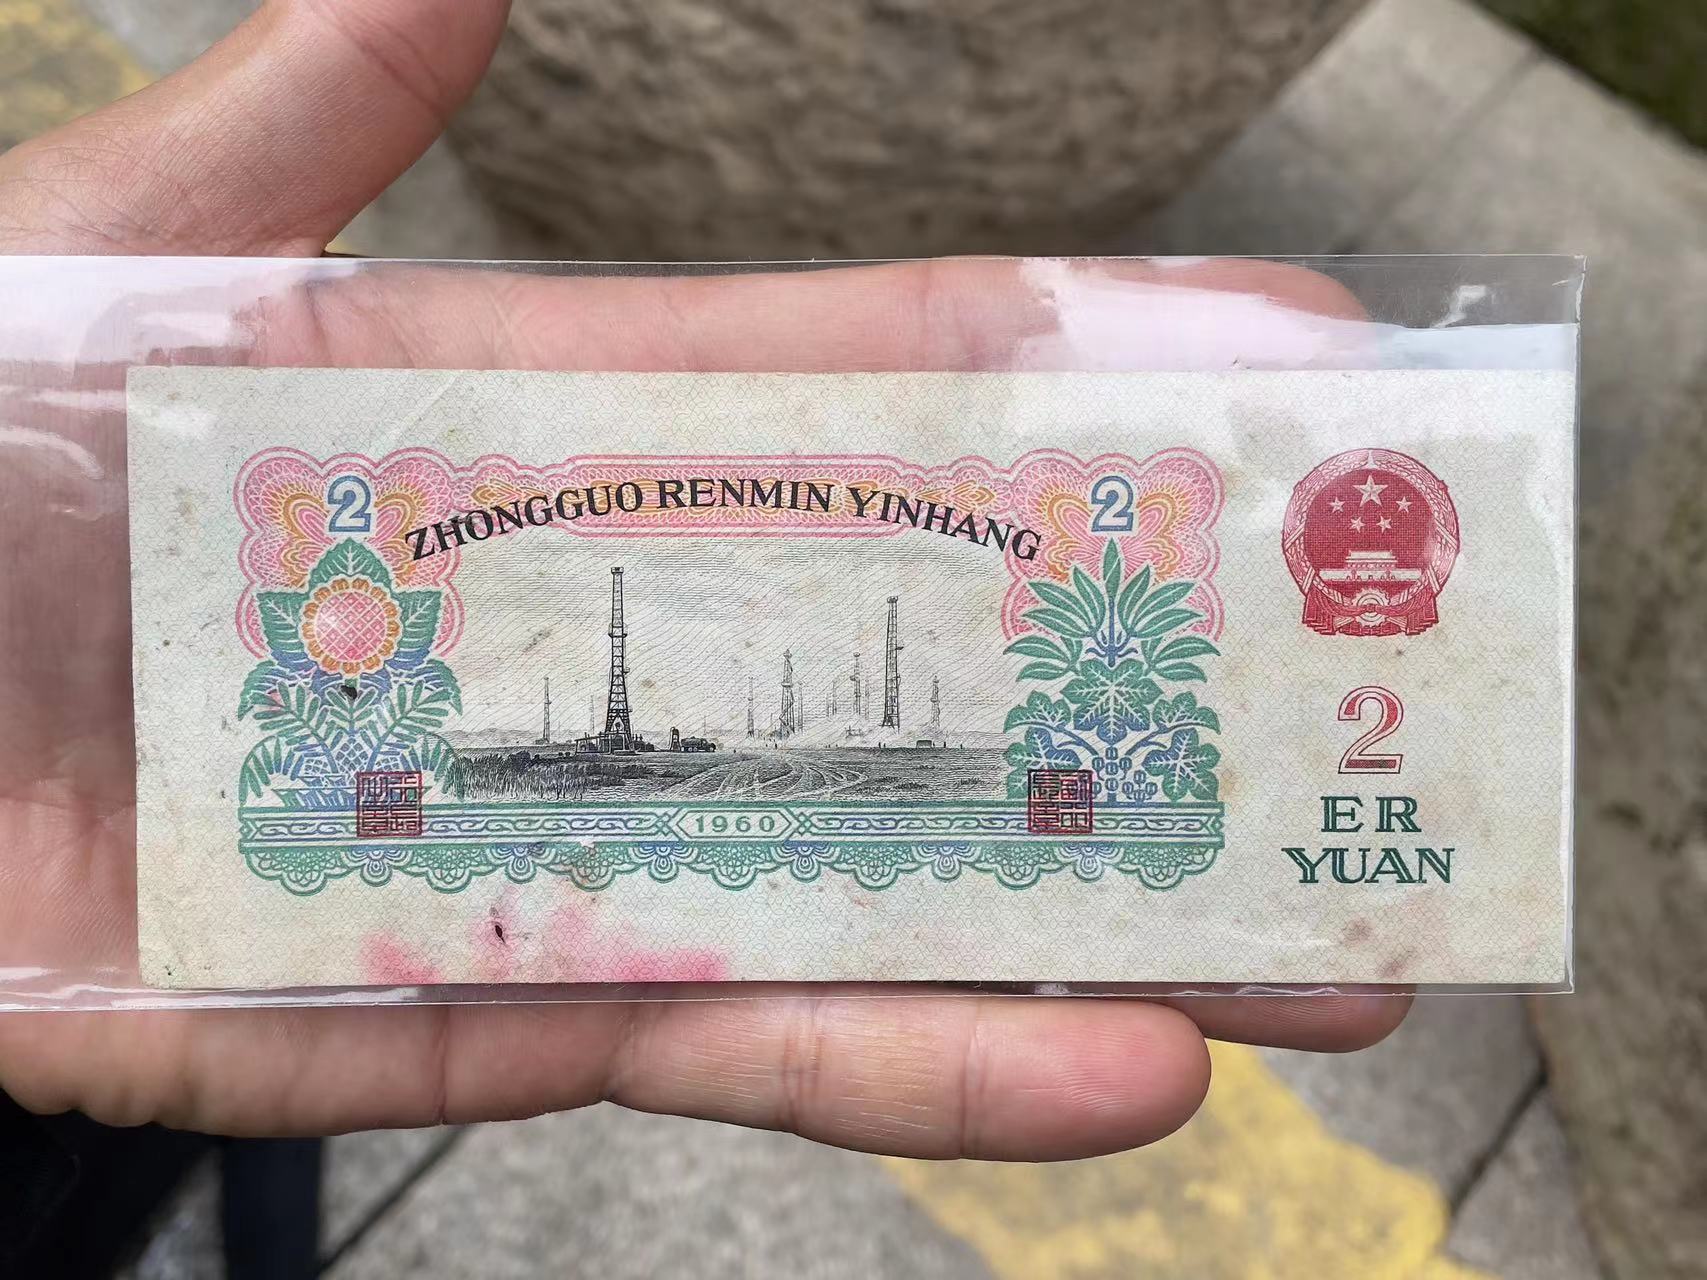 2
2
ZHONGGUO RENMIN YINHANG
1960
2
ER
YUAN